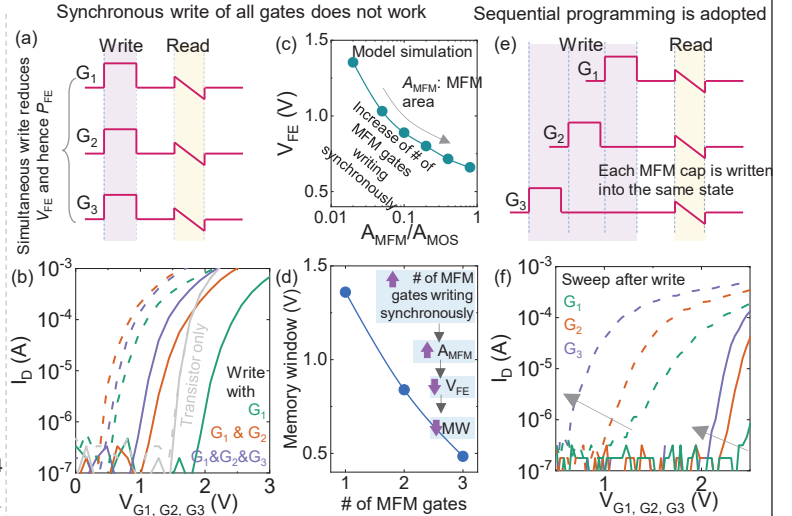 Synchronous write of all gates does not work
Sequential programming is adopted
(a)
Write
Read
Simultaneous write reduces
VFE and hence PFE
G1
G2
G3
(c)
1.5
1.0
0.5
VFE (V)
Model simulation
AMFM: MFM
area
Increase of # of
MFM gates
writing
synchronously
0.01
0.1
1
AMFM/AMOS
(e)
Write
Read
G1
G2
Each MFM cap is written
into the same state
G3
(b)
10-3
10-4
10-5
10-6
10-7
ID (A)
Transistor only
Write
with
G1
G1 & G2
G1&G2&G3
0
1
2
3
VG1, G2, G3 (V)
(d)
1.5
1.0
0.5
Memory window (V)
# of MFM
gates writing
synchronously
AMFM
VFE
MW
1
2
3
# of MFM gates
(f)
10-3
10-4
10-5
10-6
10-7
ID (A)
Sweep after write
G1
G2
G3
1
2
VG1, G2, G3 (V)